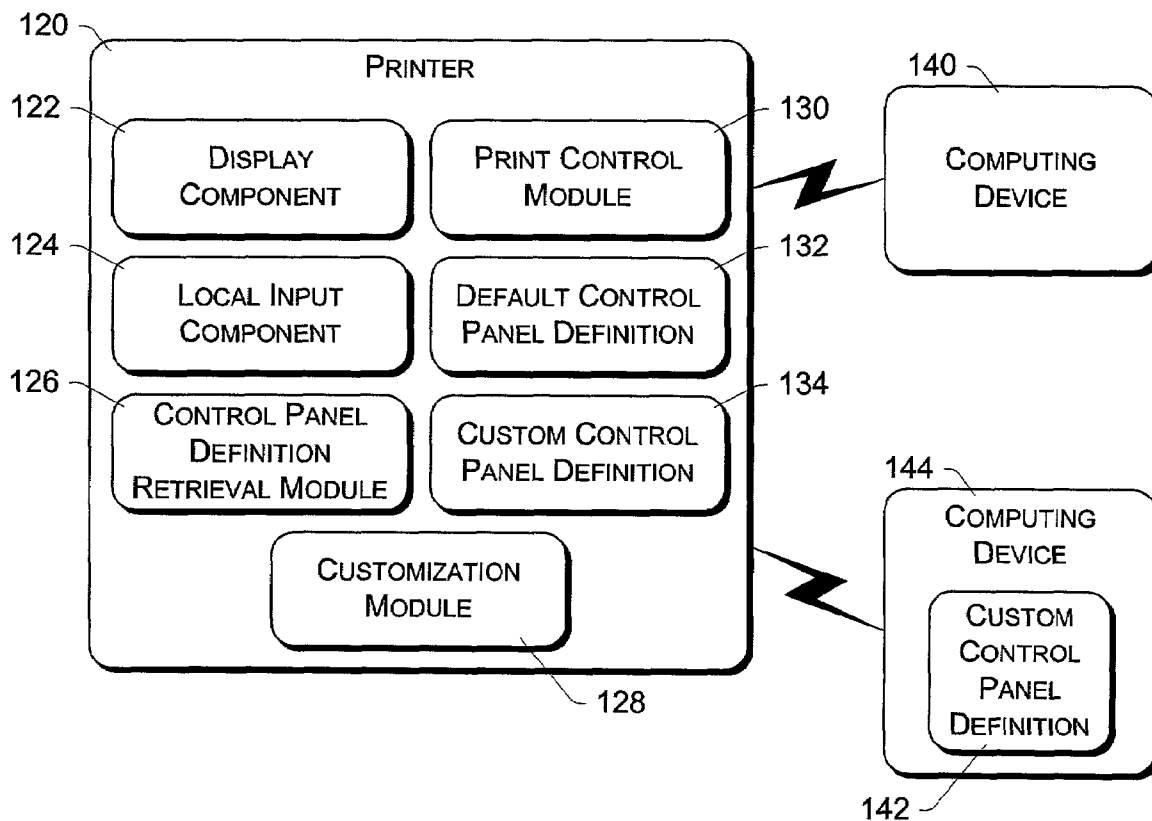 120
PRINTER
122
DISPLAY
COMPONENT
130
PRINT CONTROL
MODULE
124
LOCAL INPUT
COMPONENT
132
DEFAULT CONTROL
PANEL DEFINITION
126
CONTROL PANEL
DEFINITION
RETRIEVAL MODULE
134
CUSTOM CONTROL
PANEL DEFINITION
CUSTOMIZATION
MODULE
128
140
COMPUTING
DEVICE
144
COMPUTING
DEVICE
CUSTOM
CONTROL
PANEL
DEFINITION
142